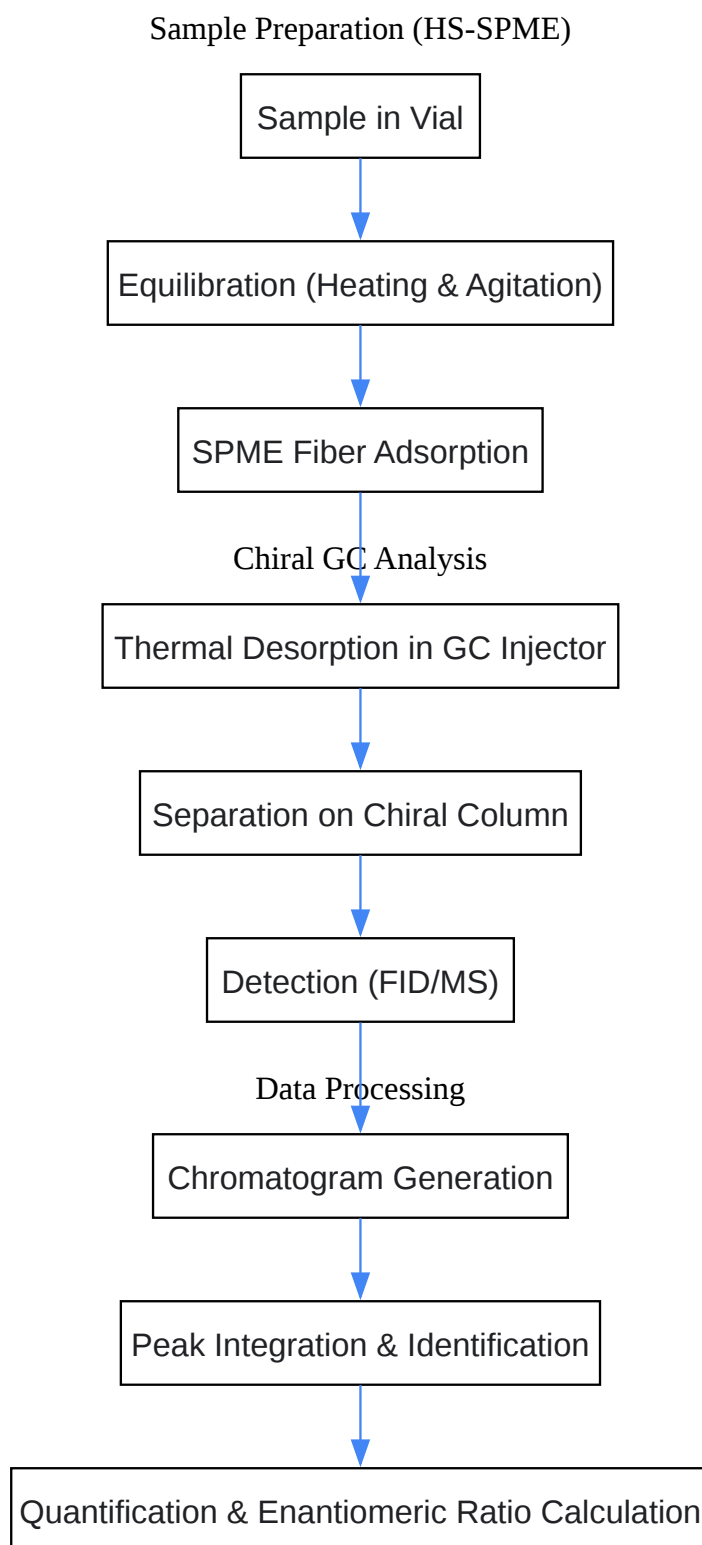 Sample Preparation (HS-SPME)
Sample in Vial
Equilibration (Heating & Agitation)
SPME Fiber Adsorption
Chiral GC Analysis
Thermal Desorption in GC Injector
Separation on Chiral Column
Detection (FID/MS)
Data Processing
Chromatogram Generation
Peak Integration & Identification
Quantification & Enantiomeric Ratio Calculation